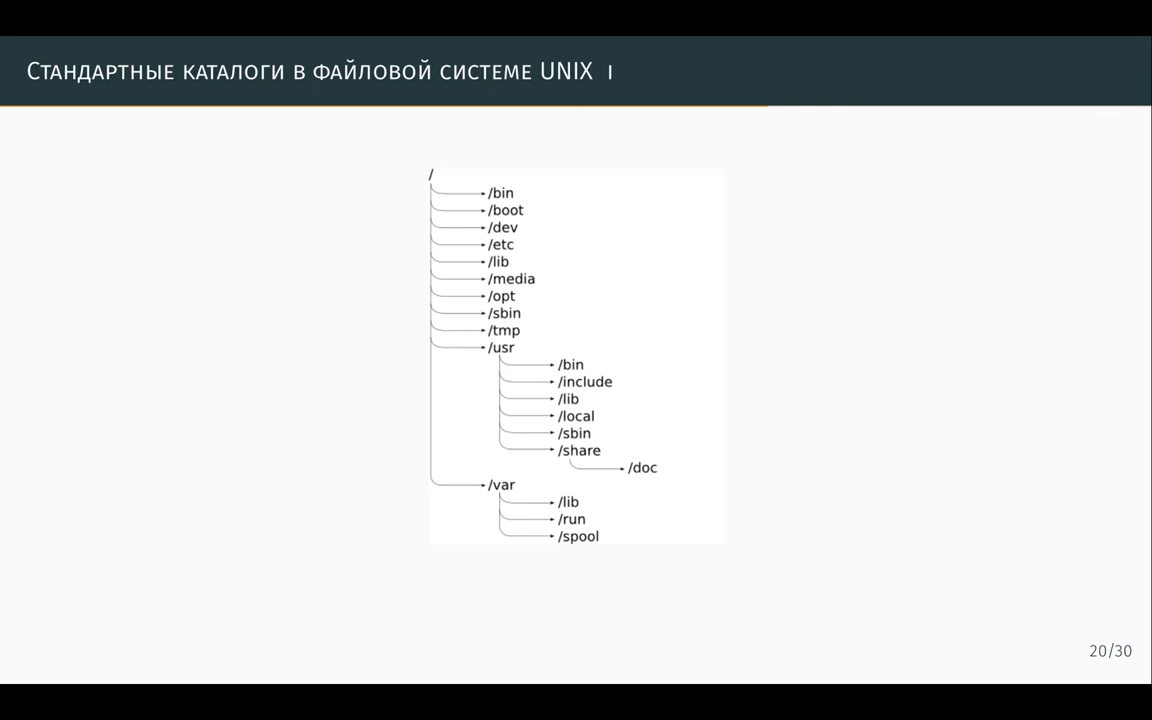 Стандартные каталоги в файловой системе UNIX I
/
/bin
/boot
/dev
/etc
/lib
/media
/opt
/sbin
/tmp
/usr
/bin
/include
/lib
/local
/sbin
/share
/doc
/var
/lib
/run
/spool
20/30